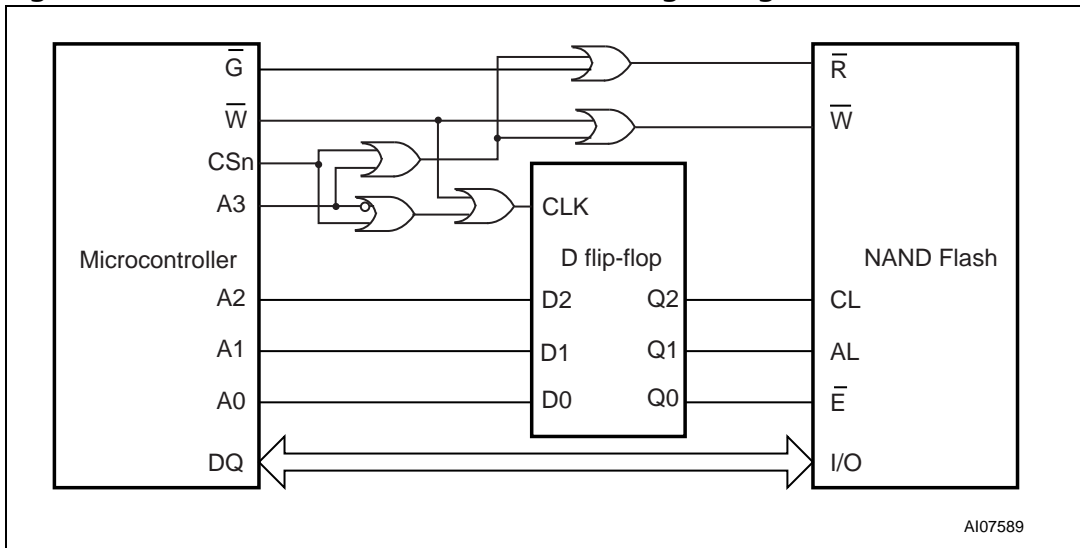 G̅
W̅
CSn
A3
Microcontroller
A2
A1
A0
DQ
CLK
D flip-flop
D2 Q2
D1 Q1
D0 Q0
R̅
W̅
NAND Flash
CL
AL
E̅
I/O
AI07589